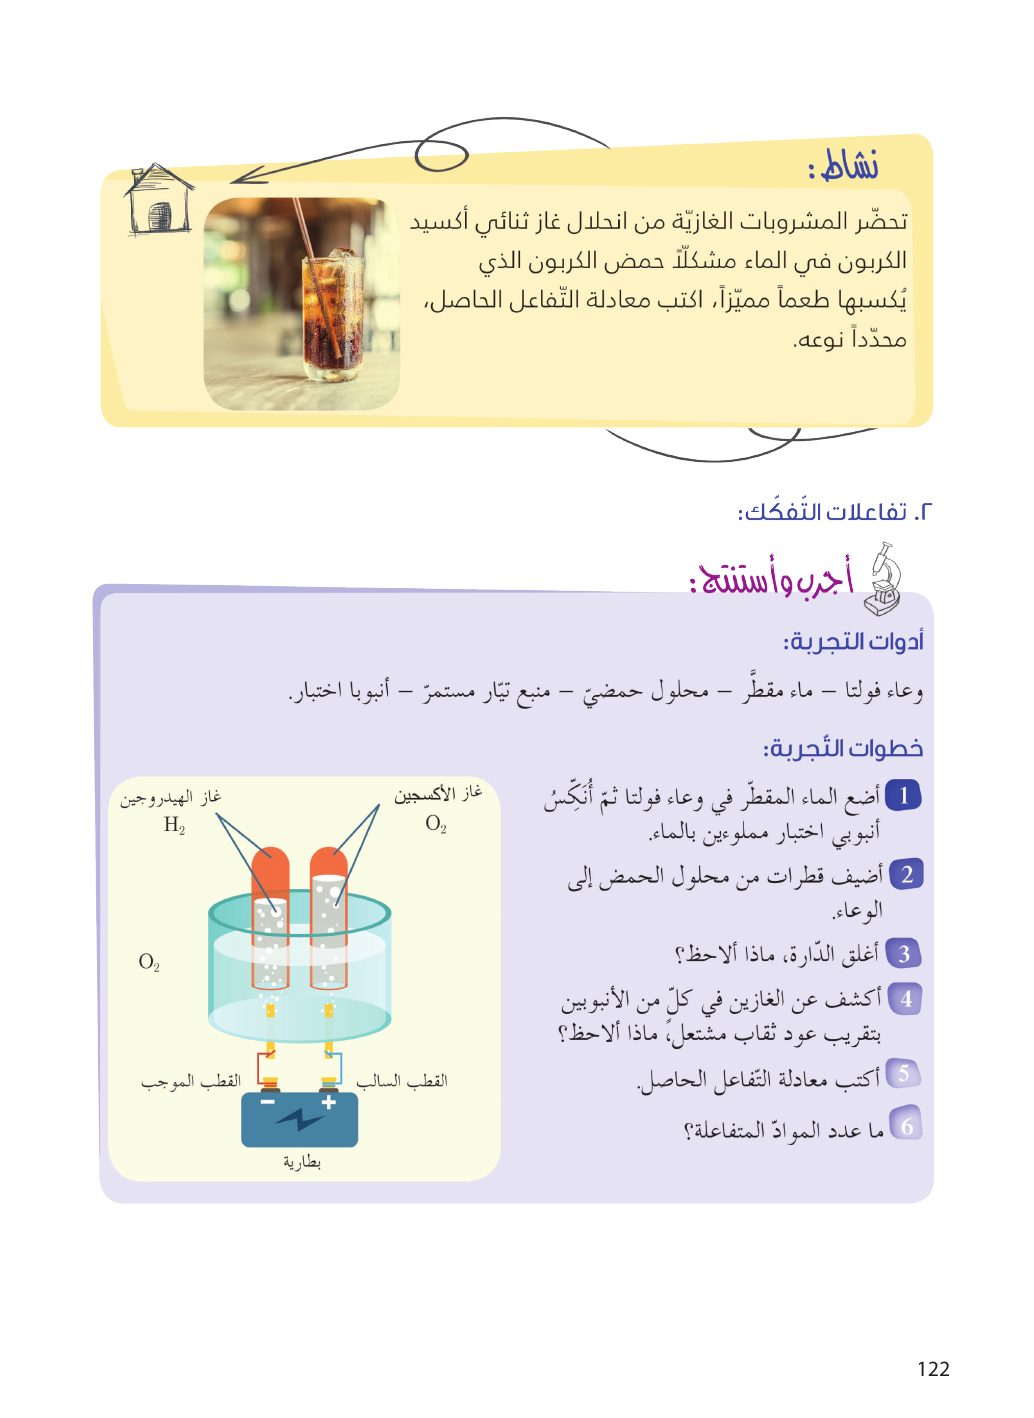 نشاط:
تحضّر المشروبات الغازيّة من انحلال غاز ثنائي أكسيد
الكربون في الماء مشكلّاً حمض الكربون الذي
يُكسبها طعماً مميّزاً، اكتب معادلة التّفاعل الحاصل،
محدّداً نوعه.
٢. تفاعلات التّفكّك:
أجرب وأستنتج:
أدوات التجربة:
وعاء فولتا – ماء مقطَّر – محلول حمضيّ – منبع تيّار مستمرّ – أنبوبا اختبار.
خطوات التّجربة:
1 أضع الماء المقطّر في وعاء فولتا ثمّ أُنَكِّسُ
أنبوبي اختبار مملوءين بالماء.
2 أضيف قطرات من محلول الحمض إلى
الوعاء.
3 أغلق الدّارة، ماذا ألاحظ؟
4 أكشف عن الغازين في كلّ من الأنبوبين
بتقريب عود ثقاب مشتعل، ماذا ألاحظ؟
5 أكتب معادلة التّفاعل الحاصل.
6 ما عدد الموادّ المتفاعلة؟
غاز الأكسجين
O₂
غاز الهيدروجين
H₂
O₂
القطب السالب
القطب الموجب
− +
بطارية
122